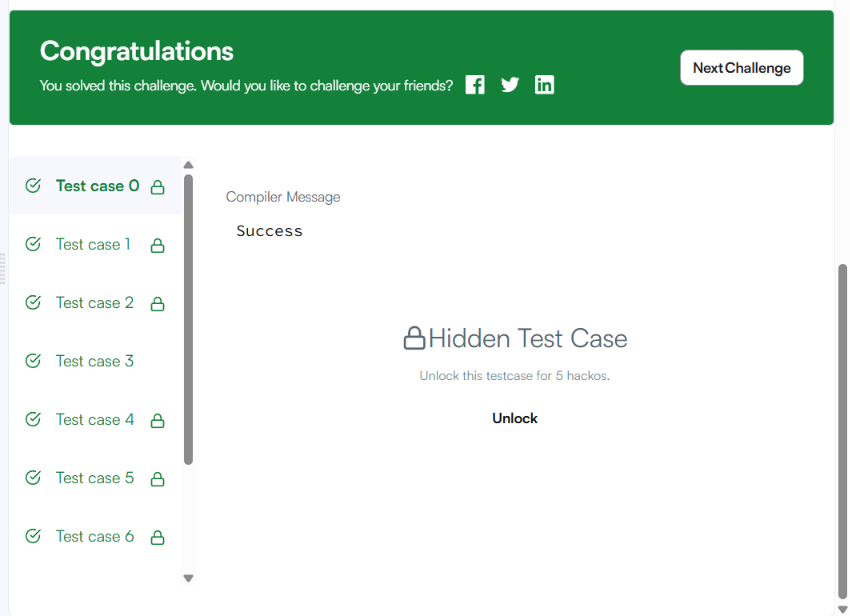 Congratulations
You solved this challenge. Would you like to challenge your friends?
Next Challenge
Test case 0
Test case 1
Test case 2
Test case 3
Test case 4
Test case 5
Test case 6
Compiler Message
Success
Hidden Test Case
Unlock this testcase for 5 hackos.
Unlock